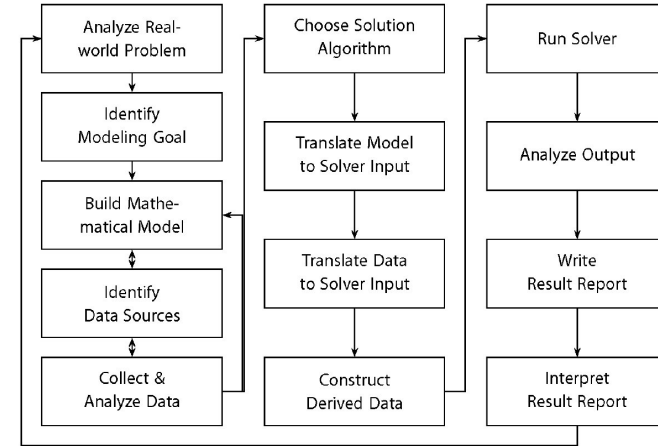 Analyze Real-
world Problem
Identify
Modeling Goal
Build Mathe-
matical Model
Identify
Data Sources
Collect &
Analyze Data
Choose Solution
Algorithm
Translate Model
to Solver Input
Translate Data
to Solver Input
Construct
Derived Data
Run Solver
Analyze Output
Write
Result Report
Interpret
Result Report